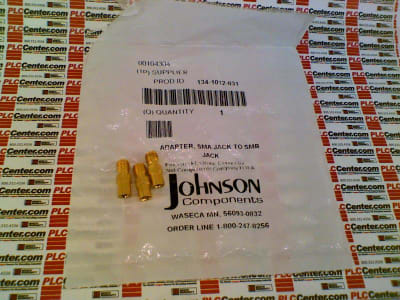 00104304
(1P) SUPPLIER
PROD ID 134-1012-031
(Q) QUANTITY 1
ADAPTER, SMA JACK TO SMB
JACK
JOHNSON
Components
WASECA MN, 56093-0832
ORDER LINE 1-800-247-8256
PLCCenter.com